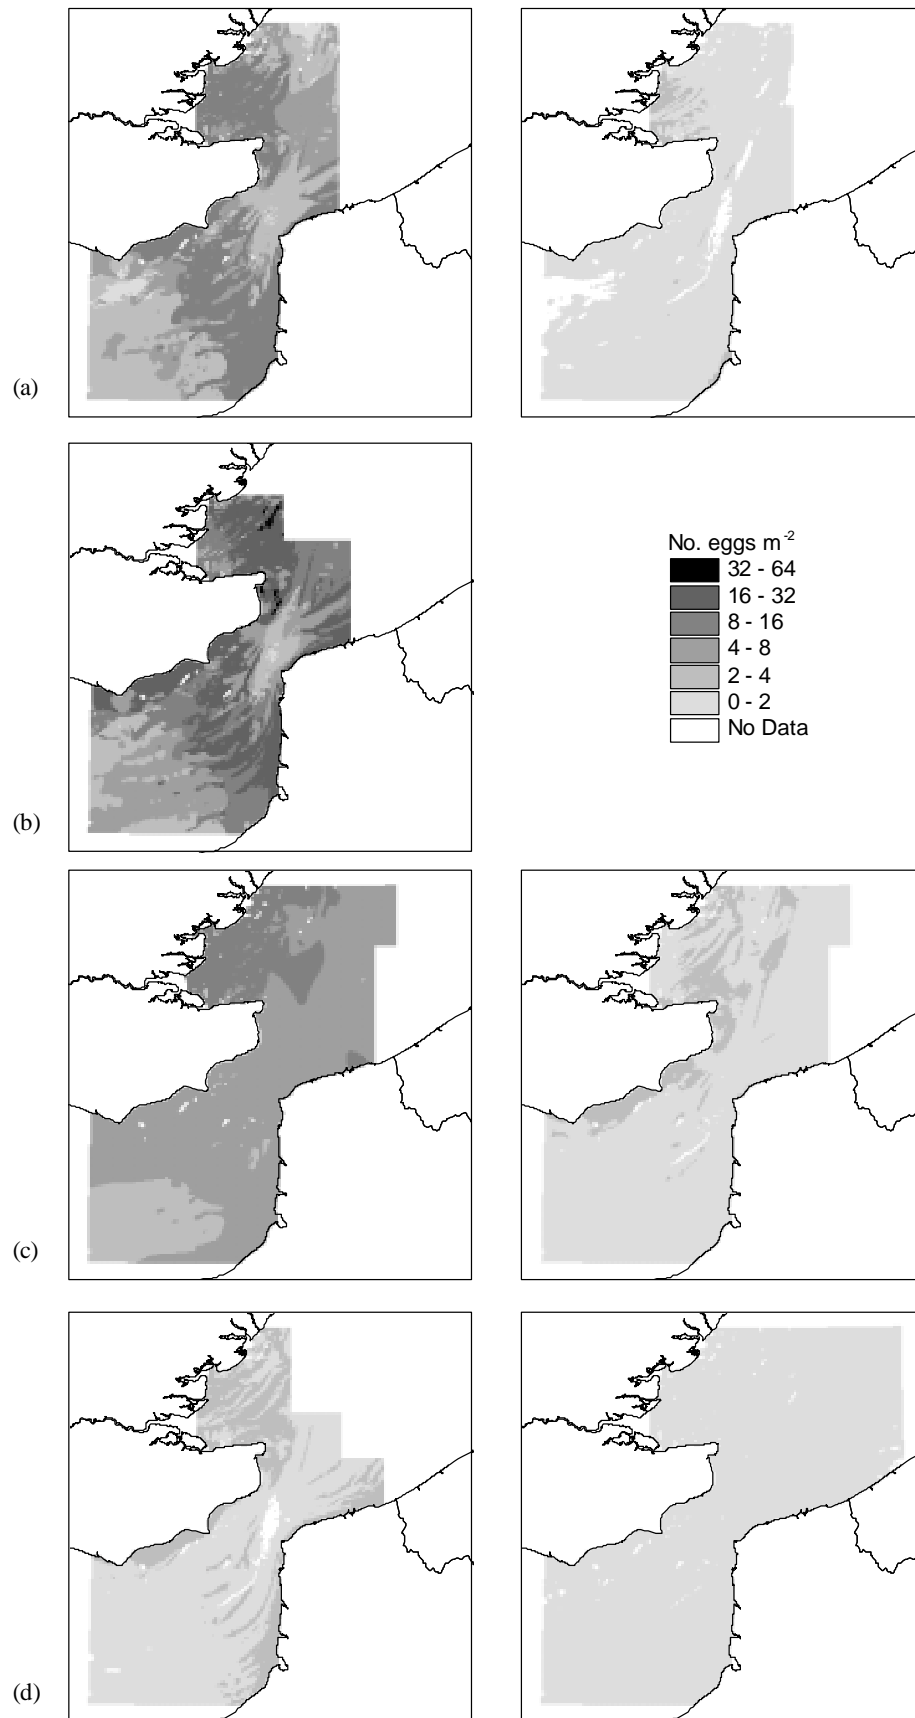 (a)
(b)
No. eggs m-2
32 - 64
16 - 32
8 - 16
4 - 8
2 - 4
0 - 2
No Data
(c)
(d)